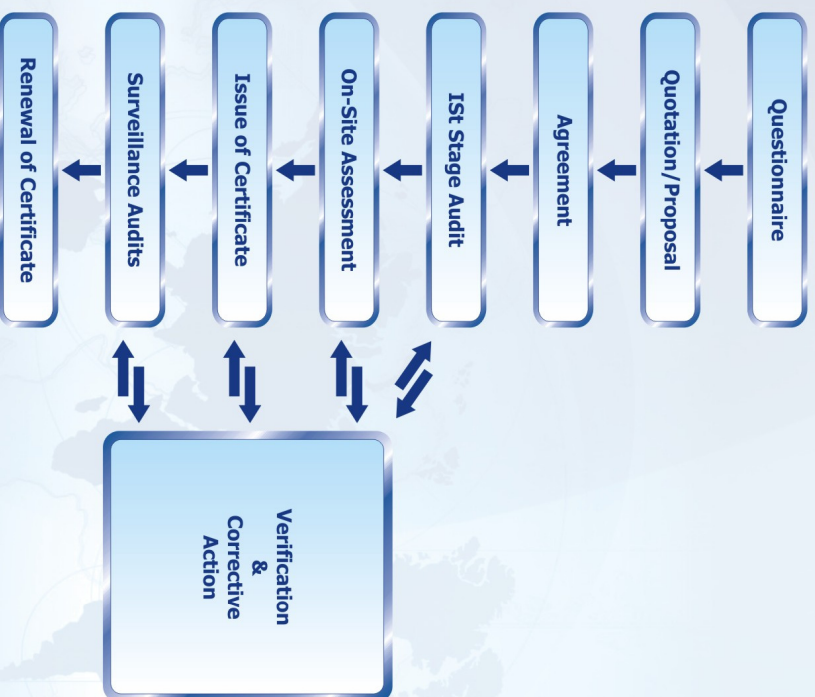 Questionnaire
Quotation/Proposal
Agreement
ISt Stage Audit
On-Site Assessment
Issue of Certificate
Surveillance Audits
Renewal of Certificate
Verification
&
Corrective
Action